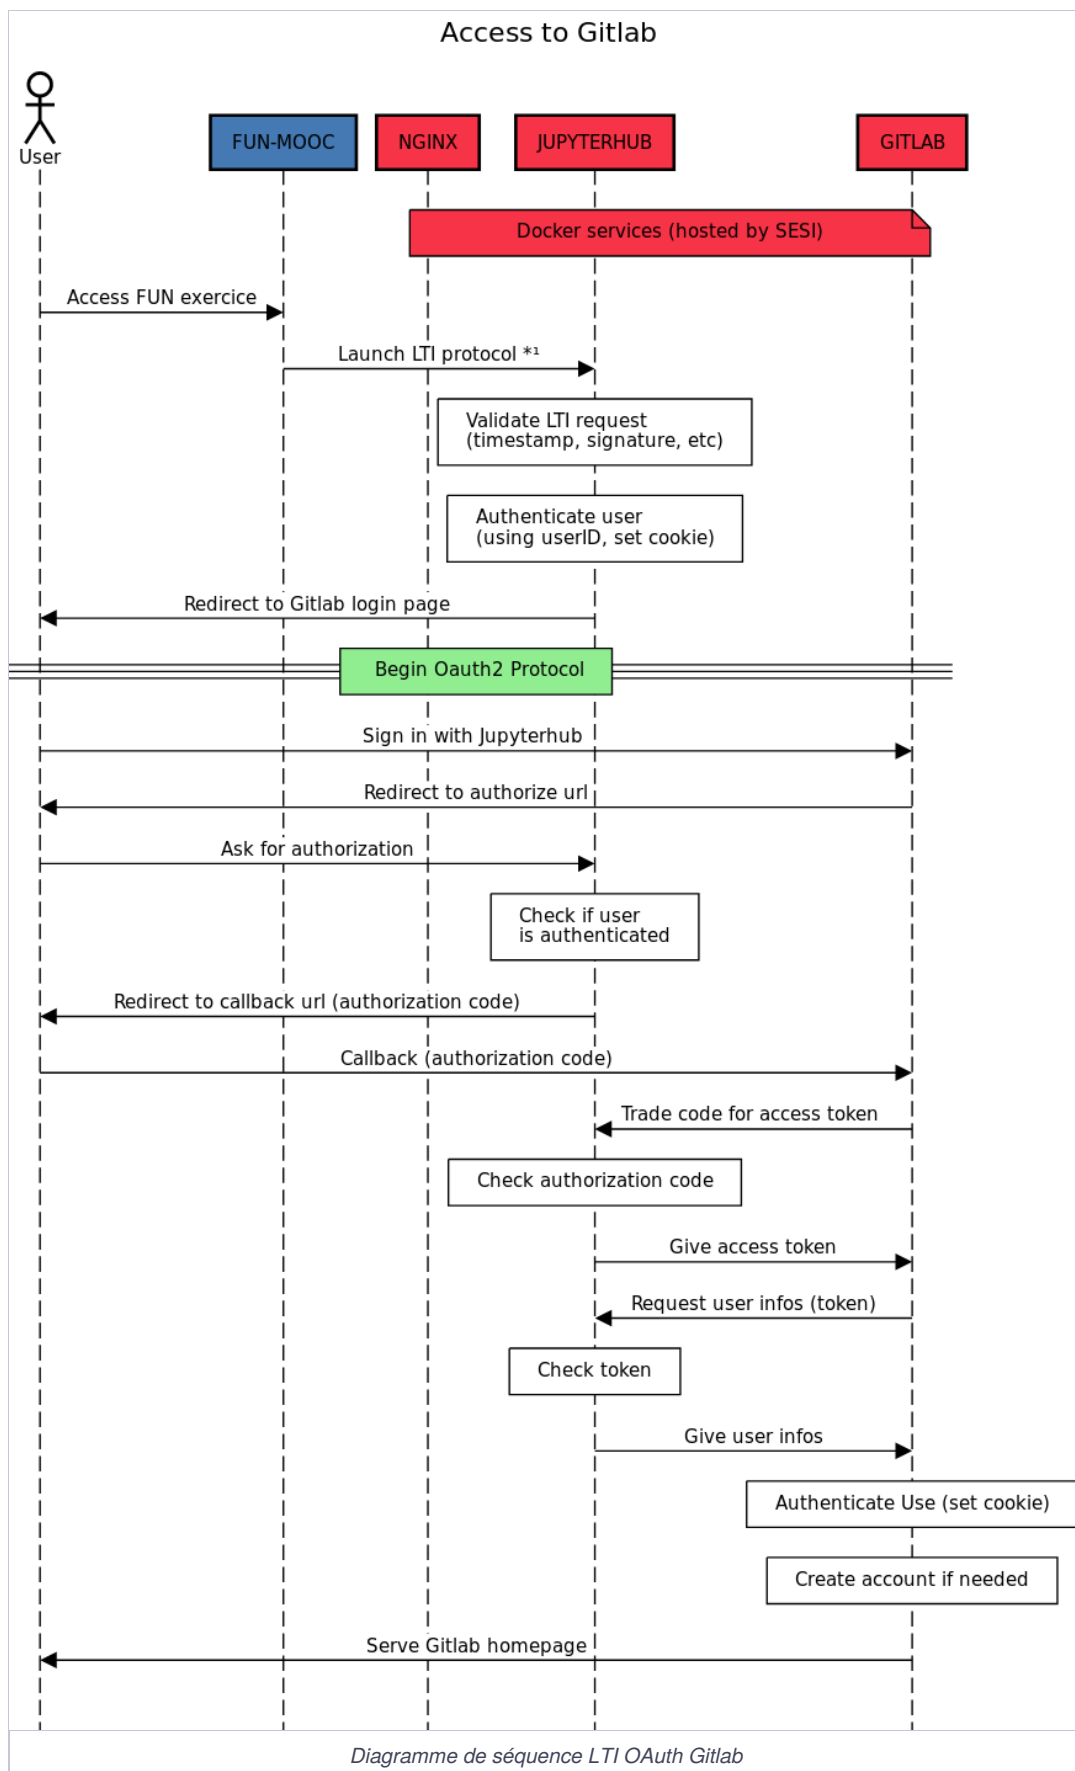 Access to Gitlab
User
FUN-MOOC
NGINX
JUPYTERHUB
GITLAB
Docker services (hosted by SESI)
Access FUN exercice
Launch LTI protocol *¹
Validate LTI request
(timestamp, signature, etc)
Authenticate user
(using userID, set cookie)
Redirect to Gitlab login page
Begin Oauth2 Protocol
Sign in with Jupyterhub
Redirect to authorize url
Ask for authorization
Check if user
is authenticated
Redirect to callback url (authorization code)
Callback (authorization code)
Trade code for access token
Check authorization code
Give access token
Request user infos (token)
Check token
Give user infos
Authenticate Use (set cookie)
Create account if needed
Serve Gitlab homepage
Diagramme de séquence LTI OAuth Gitlab